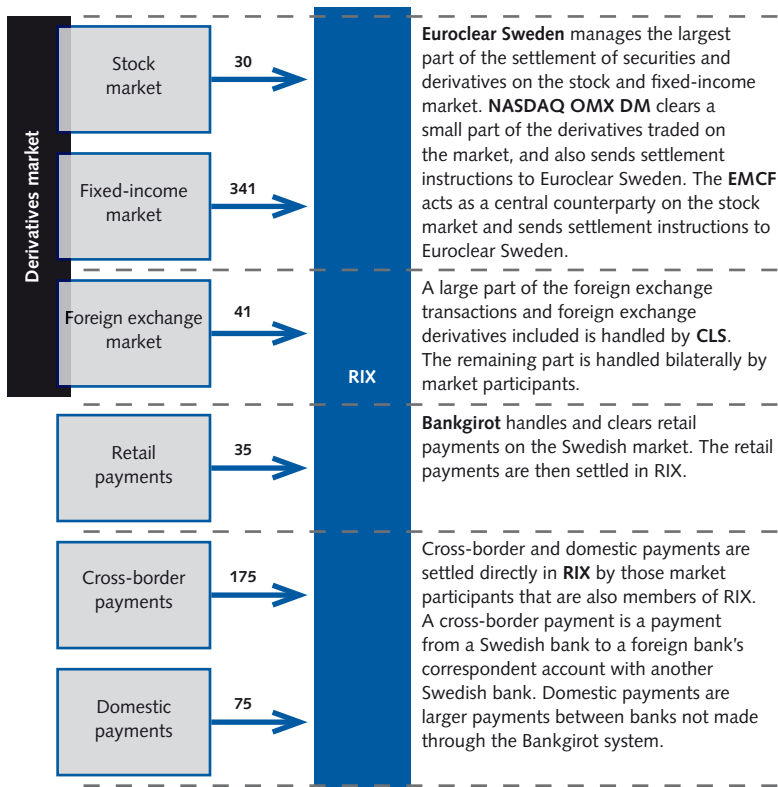 Derivatives market
Stock
market
30
Euroclear Sweden manages the largest
part of the settlement of securities and
derivatives on the stock and fixed-income
market. NASDAQ OMX DM clears a
small part of the derivatives traded on
the market, and also sends settlement
instructions to Euroclear Sweden. The EMCF
acts as a central counterparty on the stock
market and sends settlement instructions to
Euroclear Sweden.
Fixed-income
market
341
Foreign exchange
market
41
A large part of the foreign exchange
transactions and foreign exchange
derivatives included is handled by CLS.
The remaining part is handled bilaterally by
market participants.
RIX
Retail
payments
35
Bankgirot handles and clears retail
payments on the Swedish market. The retail
payments are then settled in RIX.
Cross-border
payments
175
Cross-border and domestic payments are
settled directly in RIX by those market
participants that are also members of RIX.
A cross-border payment is a payment
from a Swedish bank to a foreign bank’s
correspondent account with another
Swedish bank. Domestic payments are
larger payments between banks not made
through the Bankgirot system.
Domestic
payments
75